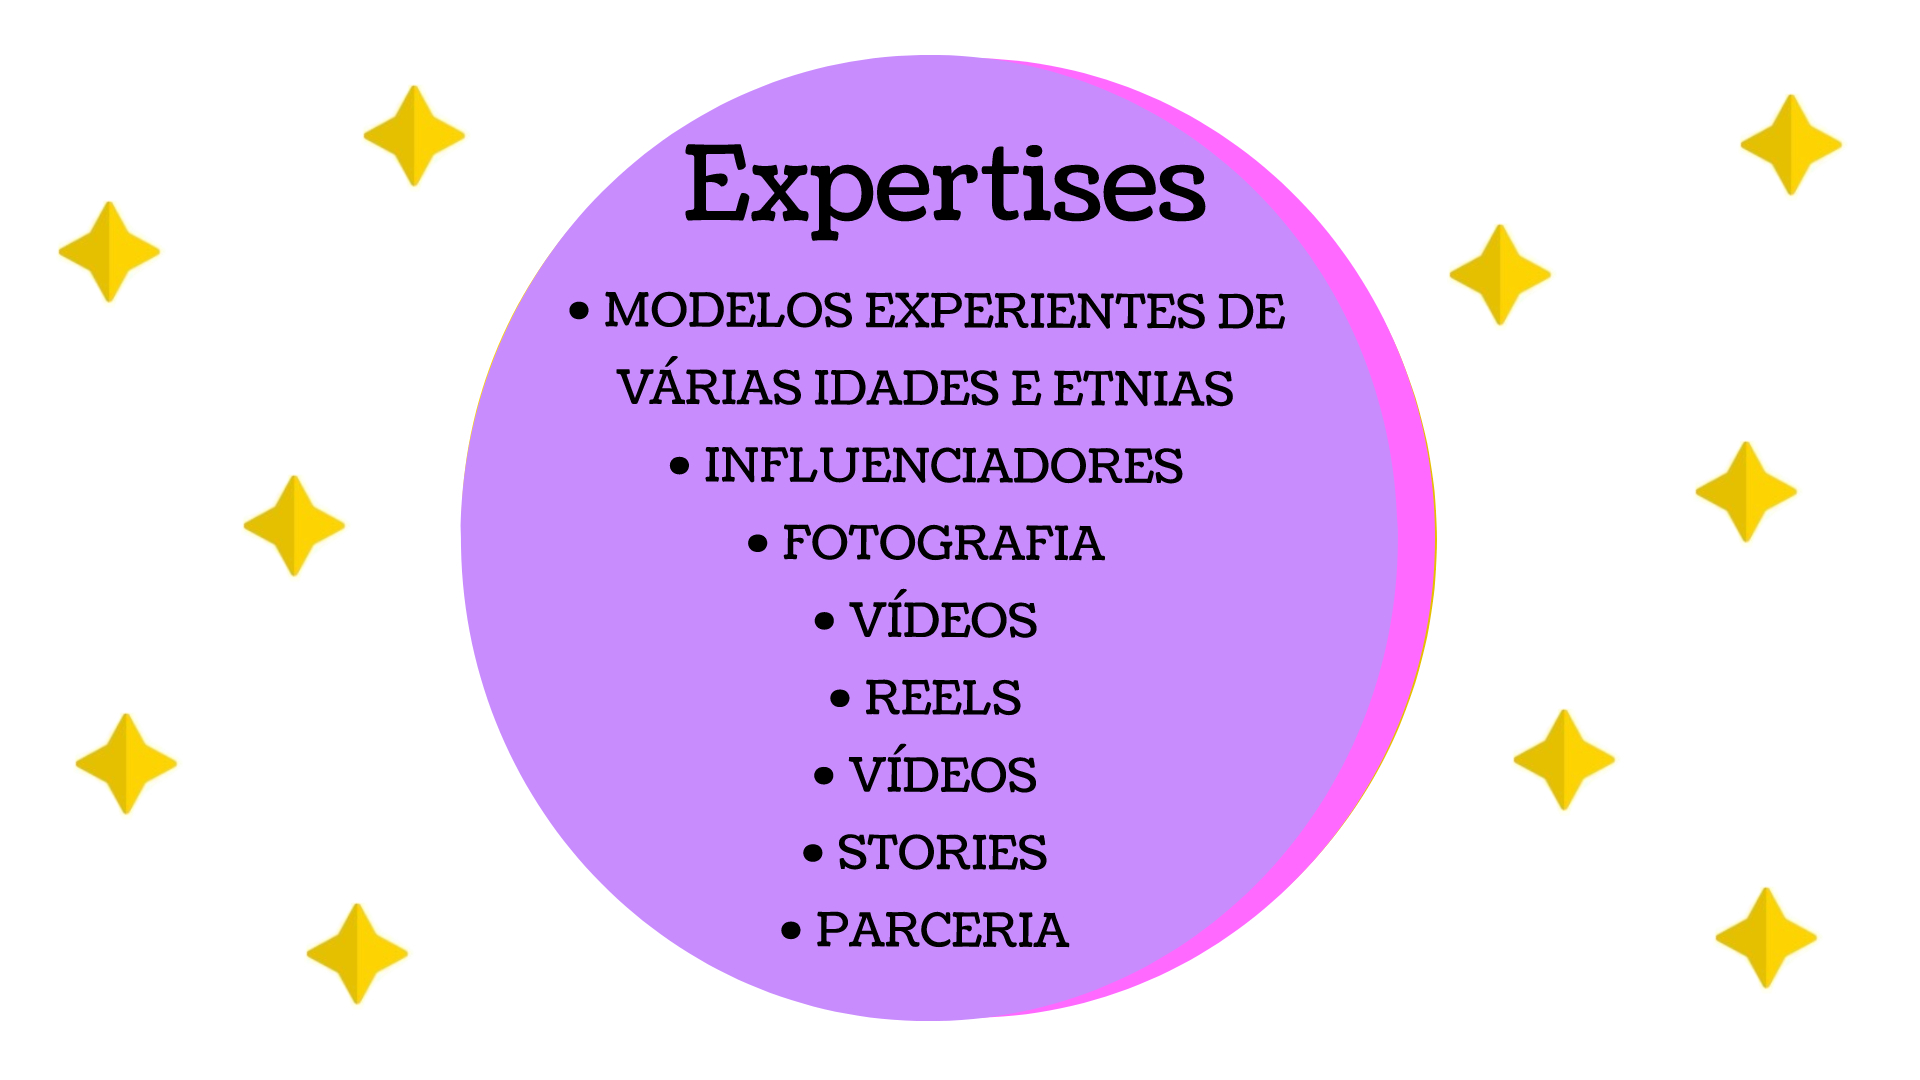 Expertises
• MODELOS EXPERIENTES DE
VÁRIAS IDADES E ETNIAS
• INFLUENCIADORES
• FOTOGRAFIA
• VÍDEOS
• REELS
• VÍDEOS
• STORIES
• PARCERIA